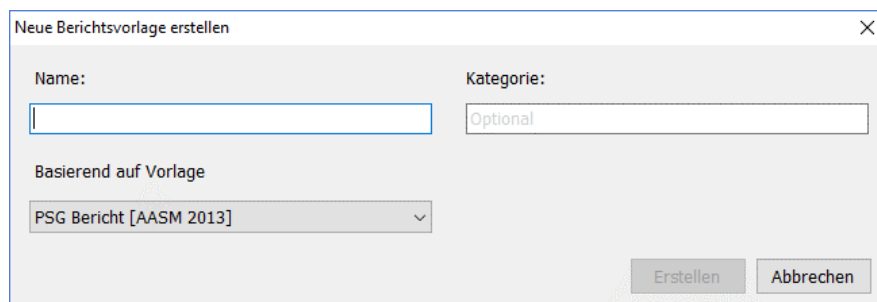 Neue Berichtsvorlage erstellen
Name:
Kategorie:
Optional
Basierend auf Vorlage
PSG Bericht [AASM 2013]
Erstellen
Abbrechen